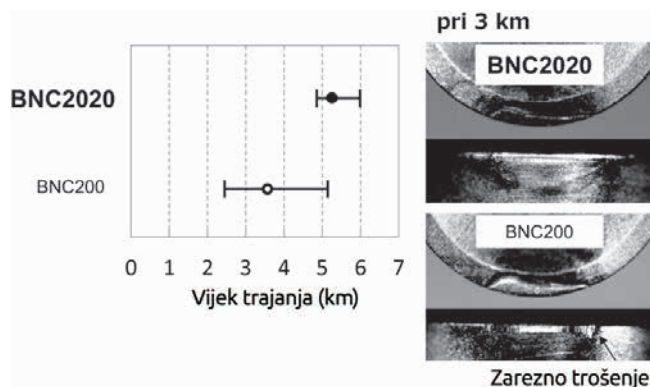 pri 3 km
BNC2020
BNC2020
BNC200
BNC200
0 1 2 3 4 5 6 7
Vijek trajanja (km)
Zarezno trošenje